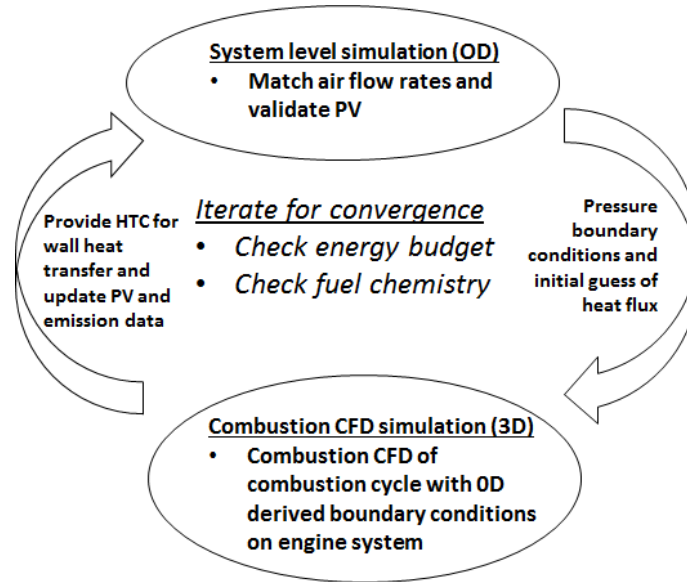 System level simulation (OD)
• Match air flow rates and
validate PV
Provide HTC for
wall heat
transfer and
update PV and
emission data
Iterate for convergence
• Check energy budget
• Check fuel chemistry
Pressure
boundary
conditions and
initial guess of
heat flux
Combustion CFD simulation (3D)
• Combustion CFD of
combustion cycle with 0D
derived boundary conditions
on engine system